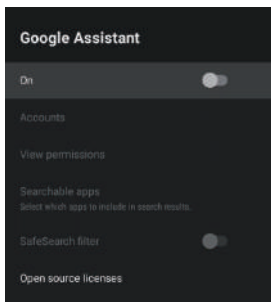 Google Assistant
On
Accounts
View permissions
Searchable apps
Select which apps to include in search results.
SafeSearch filter
Open source licenses